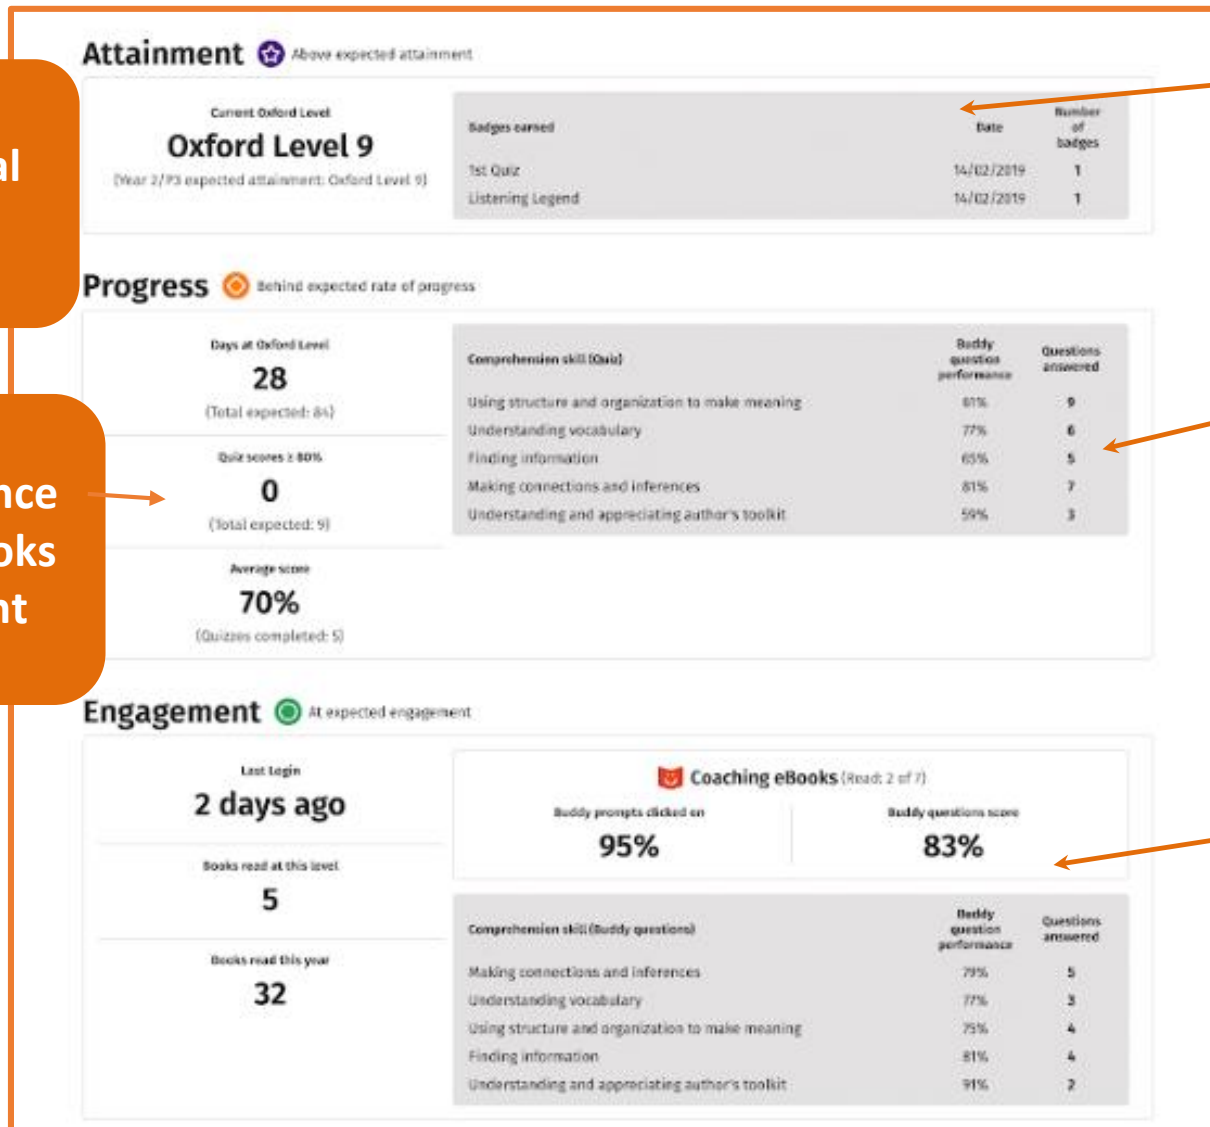 Attainment Above expected attainment
al
Current Oxford Level
Oxford Level 9
(Year 2/P3 expected attainment: Oxford Level 9)
Badges earned Date Number of badges
1st Quiz 14/02/2019 1
Listening Legend 14/02/2019 1
Progress Behind expected rate of progress
Days at Oxford Level
28
(Total expected: 84)
Quiz scores ≥ 80%
0
(Total expected: 9)
Average score
70%
(Quizzes completed: 5)
nce
oks
nt
Comprehension skill (Quiz) Buddy question performance Questions answered
Using structure and organization to make meaning 81% 9
Understanding vocabulary 77% 6
Finding information 65% 5
Making connections and inferences 81% 7
Understanding and appreciating author's toolkit 59% 3
Engagement At expected engagement
Last Login
2 days ago
Books read at this level
5
Books read this year
32
Coaching eBooks (Read: 2 of 7)
Buddy prompts clicked on
95%
Buddy questions score
83%
Comprehension skill (Buddy questions) Buddy question performance Questions answered
Making connections and inferences 79% 5
Understanding vocabulary 77% 3
Using structure and organization to make meaning 75% 4
Finding information 81% 4
Understanding and appreciating author's toolkit 91% 2